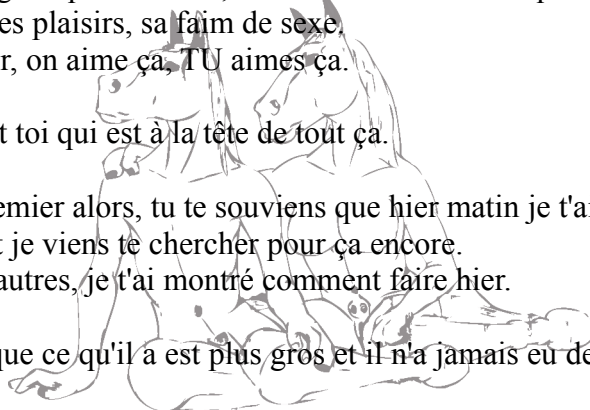 es plaisirs, sa faim de sexe,
r, on aime ça, TU aimes ça.
t toi qui est à la tête de tout ça.
emier alors, tu te souviens que hier matin je t'ai
t je viens te chercher pour ça encore.
autres, je t'ai montré comment faire hier.
que ce qu'il a est plus gros et il n'a jamais eu de